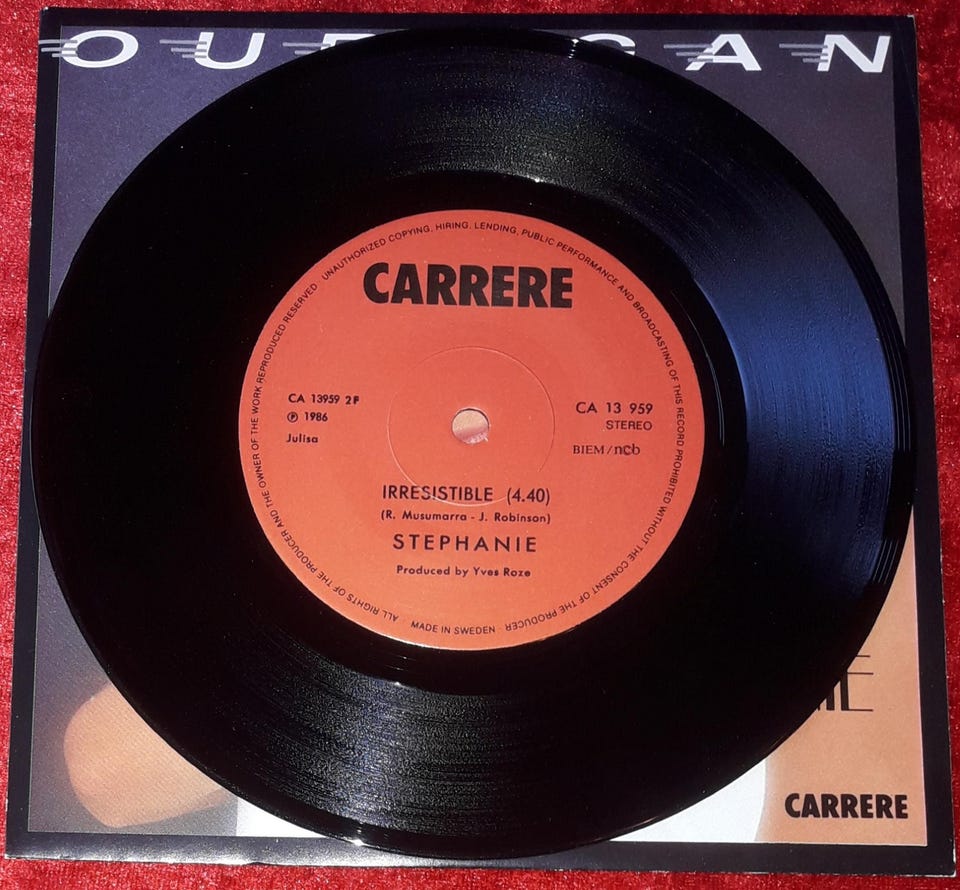 OU GAN
CARRERE
CA 13959 2F
℗ 1986
Julisa
CA 13 959
STEREO
BIEM/ncb
IRRESISTIBLE (4.40)
(R. Musumarra - J. Robinson)
STEPHANIE
Produced by Yves Roze
ALL RIGHTS OF THE PRODUCER AND THE OWNER OF THE WORK REPRODUCED RESERVED · UNAUTHORIZED COPYING, HIRING, LENDING, PUBLIC PERFORMANCE AND BROADCASTING OF THIS RECORD PROHIBITED WITHOUT THE CONSENT OF THE PRODUCER ·
MADE IN SWEDEN ·
CARRERE